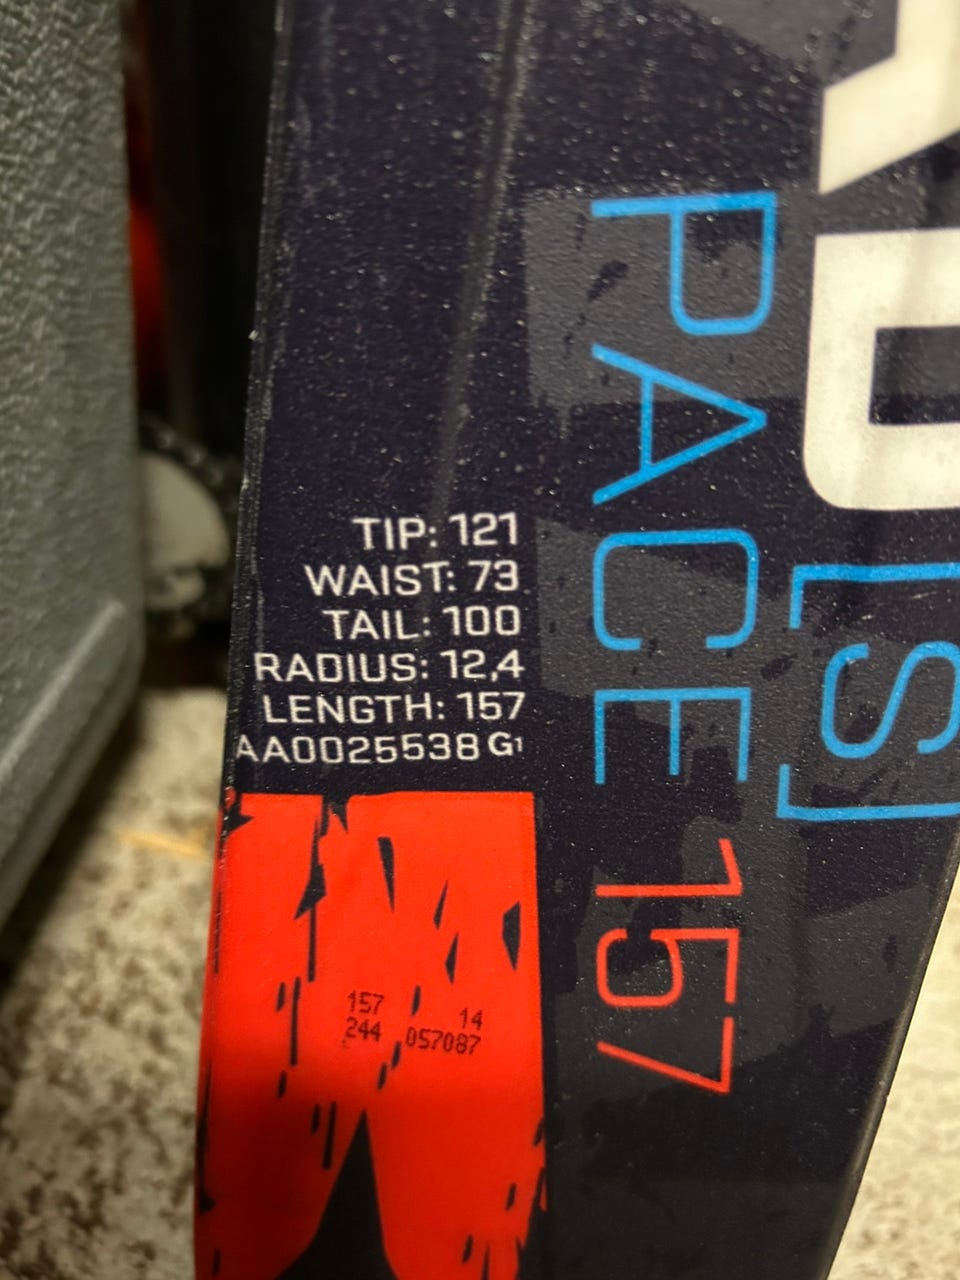 TIP: 121
WAIST: 73
TAIL: 100
RADIUS: 12,4
LENGTH: 157
AA0025538 G1
PACE 157
[S]
157 14
244 057087